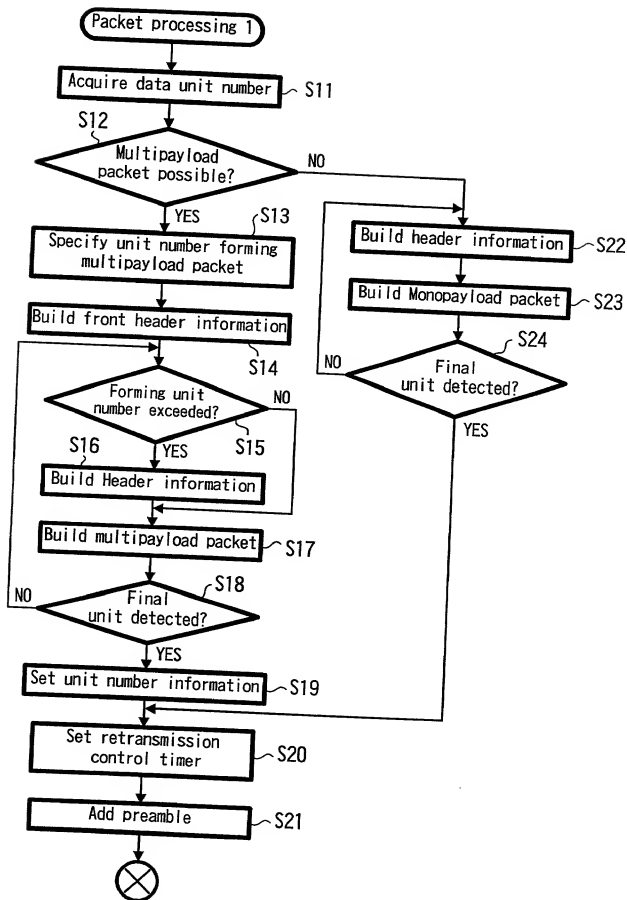 Packet processing 1
Acquire data unit number
S11
S12
Multipayload
packet possible?
NO
YES
S13
Specify unit number forming
multipayload packet
Build front header information
S14
Forming unit
number exceeded?
NO
S15
YES
S16
Build Header information
Build multipayload packet
S17
S18
Final
unit detected?
NO
YES
Set unit number information
S19
Set retransmission
control timer
S20
Add preamble
S21
Build header information
S22
Build Monopayload packet
S23
S24
Final
unit detected?
NO
YES